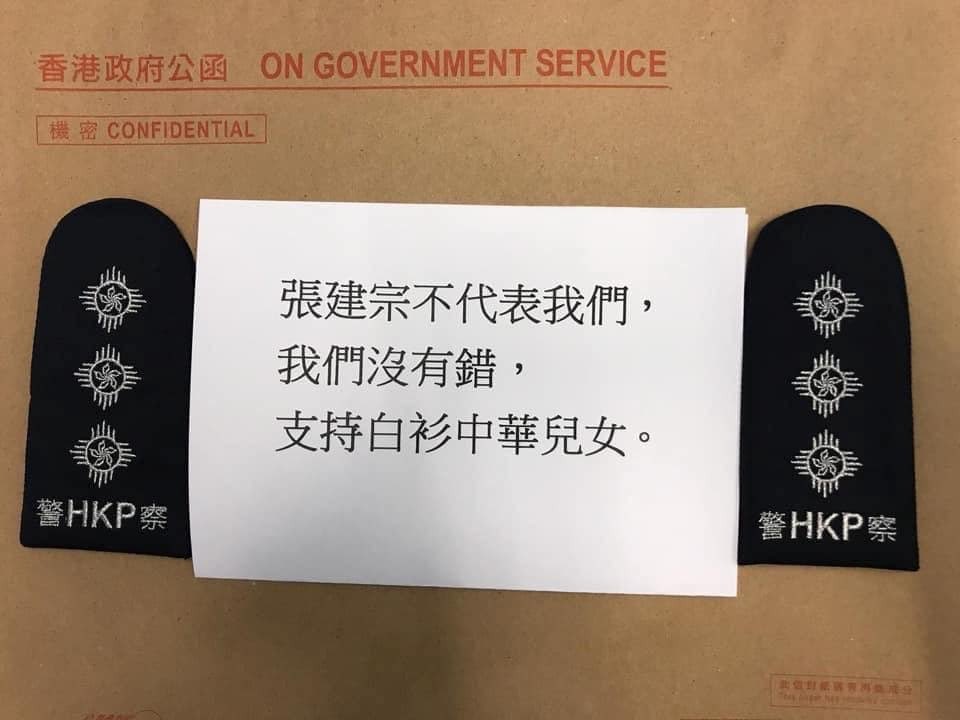 香港政府公函 ON GOVERNMENT SERVICE
機密 CONFIDENTIAL
張建宗不代表我們，
我們沒有錯，
支持白衫中華兒女。
警HKP察
警HKP察